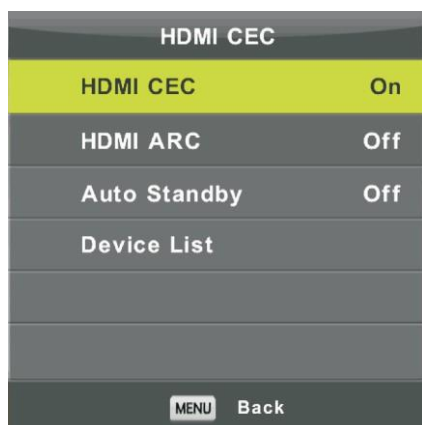 HDMI CEC
HDMI CEC On
HDMI ARC Off
Auto Standby Off
Device List
MENU Back